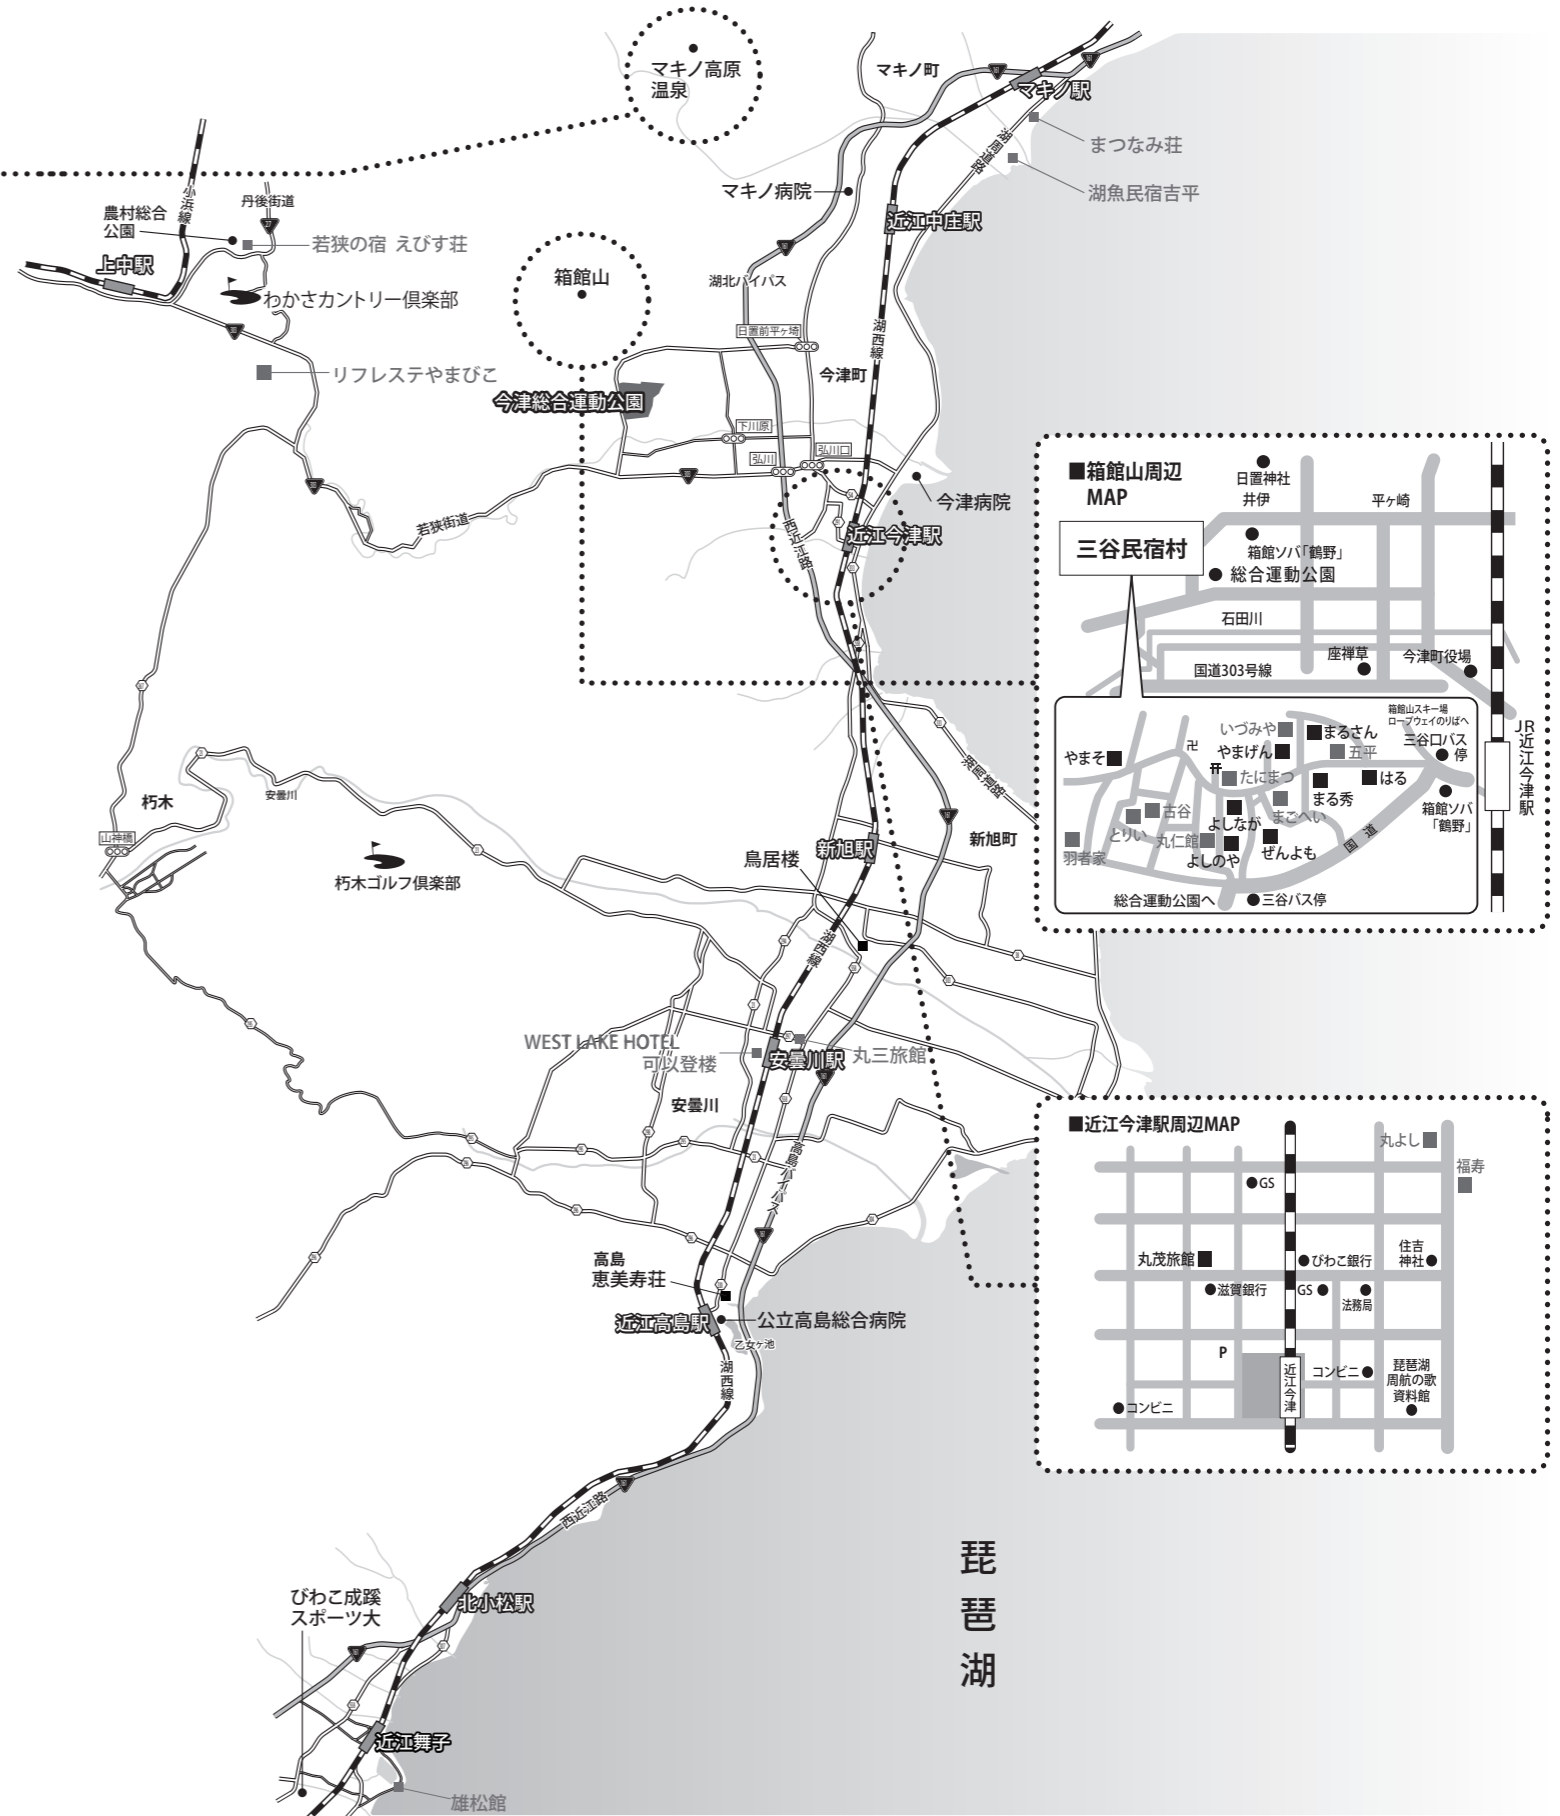 マキノ高原
温泉
マキノ町
マキノ駅
湖周道路
まつなみ荘
湖魚民宿吉平
マキノ病院
近江中庄駅
小浜線
丹後街道
農村総合
公園
若狭の宿 えびす荘
上中駅
わかさカントリー倶楽部
リフレステやまびこ
箱館山
湖北バイパス
日置前平ヶ埼
湖西線
今津町
今津総合運動公園
下川原
弘川
弘川口
今津病院
若狭街道
西近江路
近江今津駅
■箱館山周辺
MAP
日置神社
井伊
平ヶ崎
三谷民宿村
箱館ソバ「鶴野」
総合運動公園
石田川
座禅草
今津町役場
国道303号線
箱館山スキー場
ロープウェイのりばへ
いづみや
まるさん
やまげん
五平
三谷口バス
停
やまそ
卍
たにまつ
はる
まる秀
古谷
とりい
よしなが
まごへい
箱館ソバ
「鶴野」
羽者家
丸仁館
よしのや
ぜんよも
国道
総合運動公園へ
三谷バス停
JR近江今津駅
湖周道路
朽木
安曇川
山神橋
朽木ゴルフ倶楽部
新旭駅
新旭町
鳥居楼
湖西線
WEST LAKE HOTEL
可以登楼
安曇川駅
丸三旅館
安曇川
高島バイパス
■近江今津駅周辺MAP
丸よし
福寿
GS
丸茂旅館
びわこ銀行
住吉
神社
滋賀銀行
GS
法務局
P
近江今津
コンビニ
琵琶湖
周航の歌
資料館
コンビニ
高島
恵美寿荘
近江高島駅
公立高島総合病院
乙女ヶ池
湖西線
西近江路
琵琶湖
びわこ成蹊
スポーツ大
北小松駅
近江舞子
雄松館